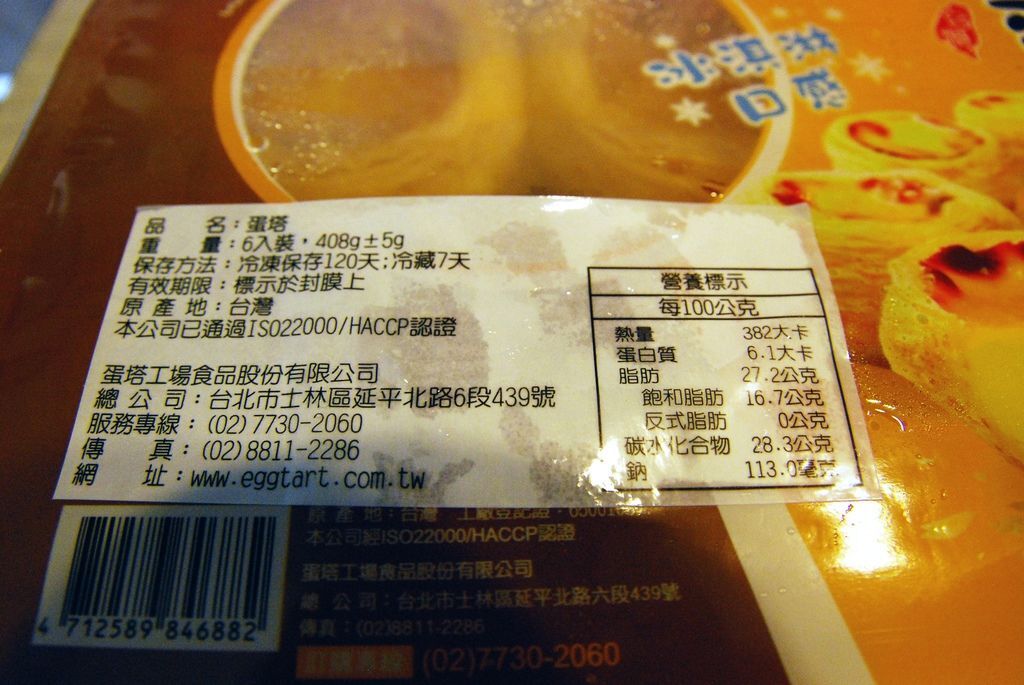 冰淇淋
口感
品 名：蛋塔
重 量：6入裝，408g±5g
保存方法：冷凍保存120天;冷藏7天
有效期限：標示於封膜上
原 產 地：台灣
本公司已通過ISO22000/HACCP認證
蛋塔工場食品股份有限公司
總 公 司：台北市士林區延平北路6段439號
服務專線：(02)7730-2060
傳 真：(02)8811-2286
網 址：www.eggtart.com.tw
營養標示
每100公克
熱量 382大卡
蛋白質 6.1大卡
脂肪 27.2公克
飽和脂肪 16.7公克
反式脂肪 0公克
碳水化合物 28.3公克
鈉 113.0毫克
原 產 地：台灣
本公司經ISO22000/HACCP認證
蛋塔工場食品股份有限公司
總 公 司：台北市士林區延平北路六段439號
傳真：(02)8811-2286
(02)7730-2060
4 712589 846882